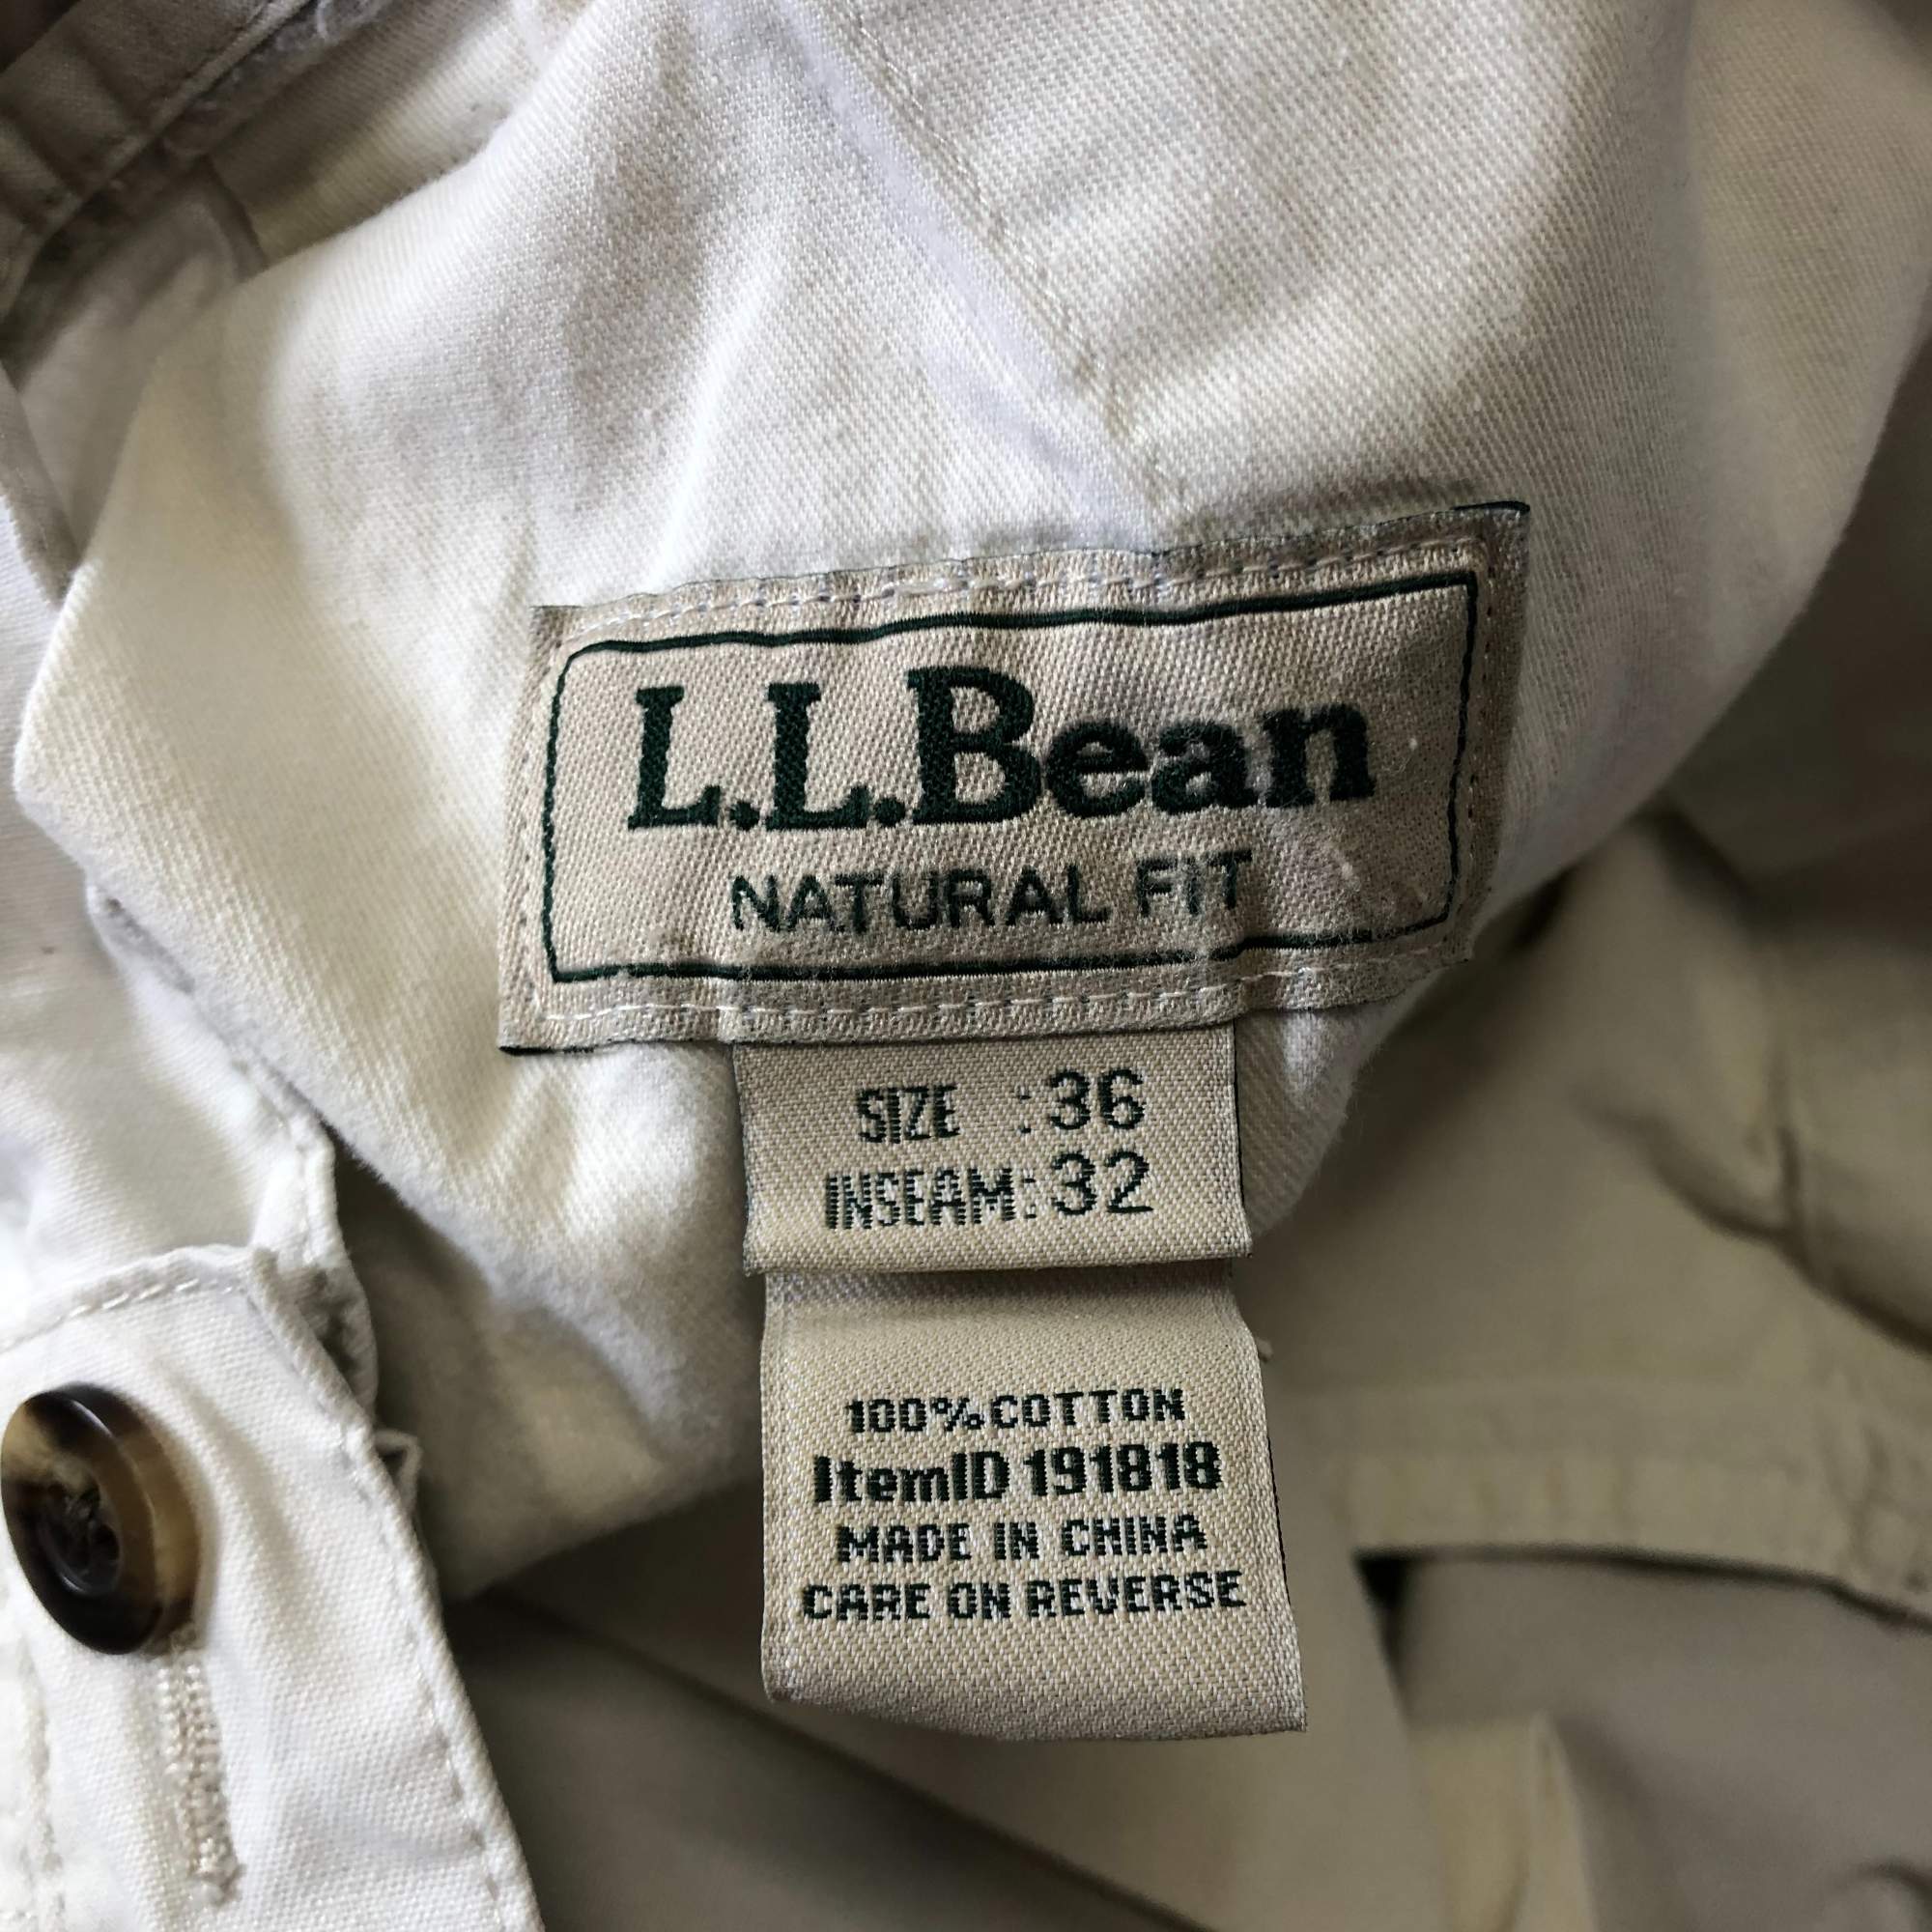 L.L.Bean
NATURAL FIT
SIZE :36
INSEAM:32
100%COTTON
ItemID 191818
MADE IN CHINA
CARE ON REVERSE